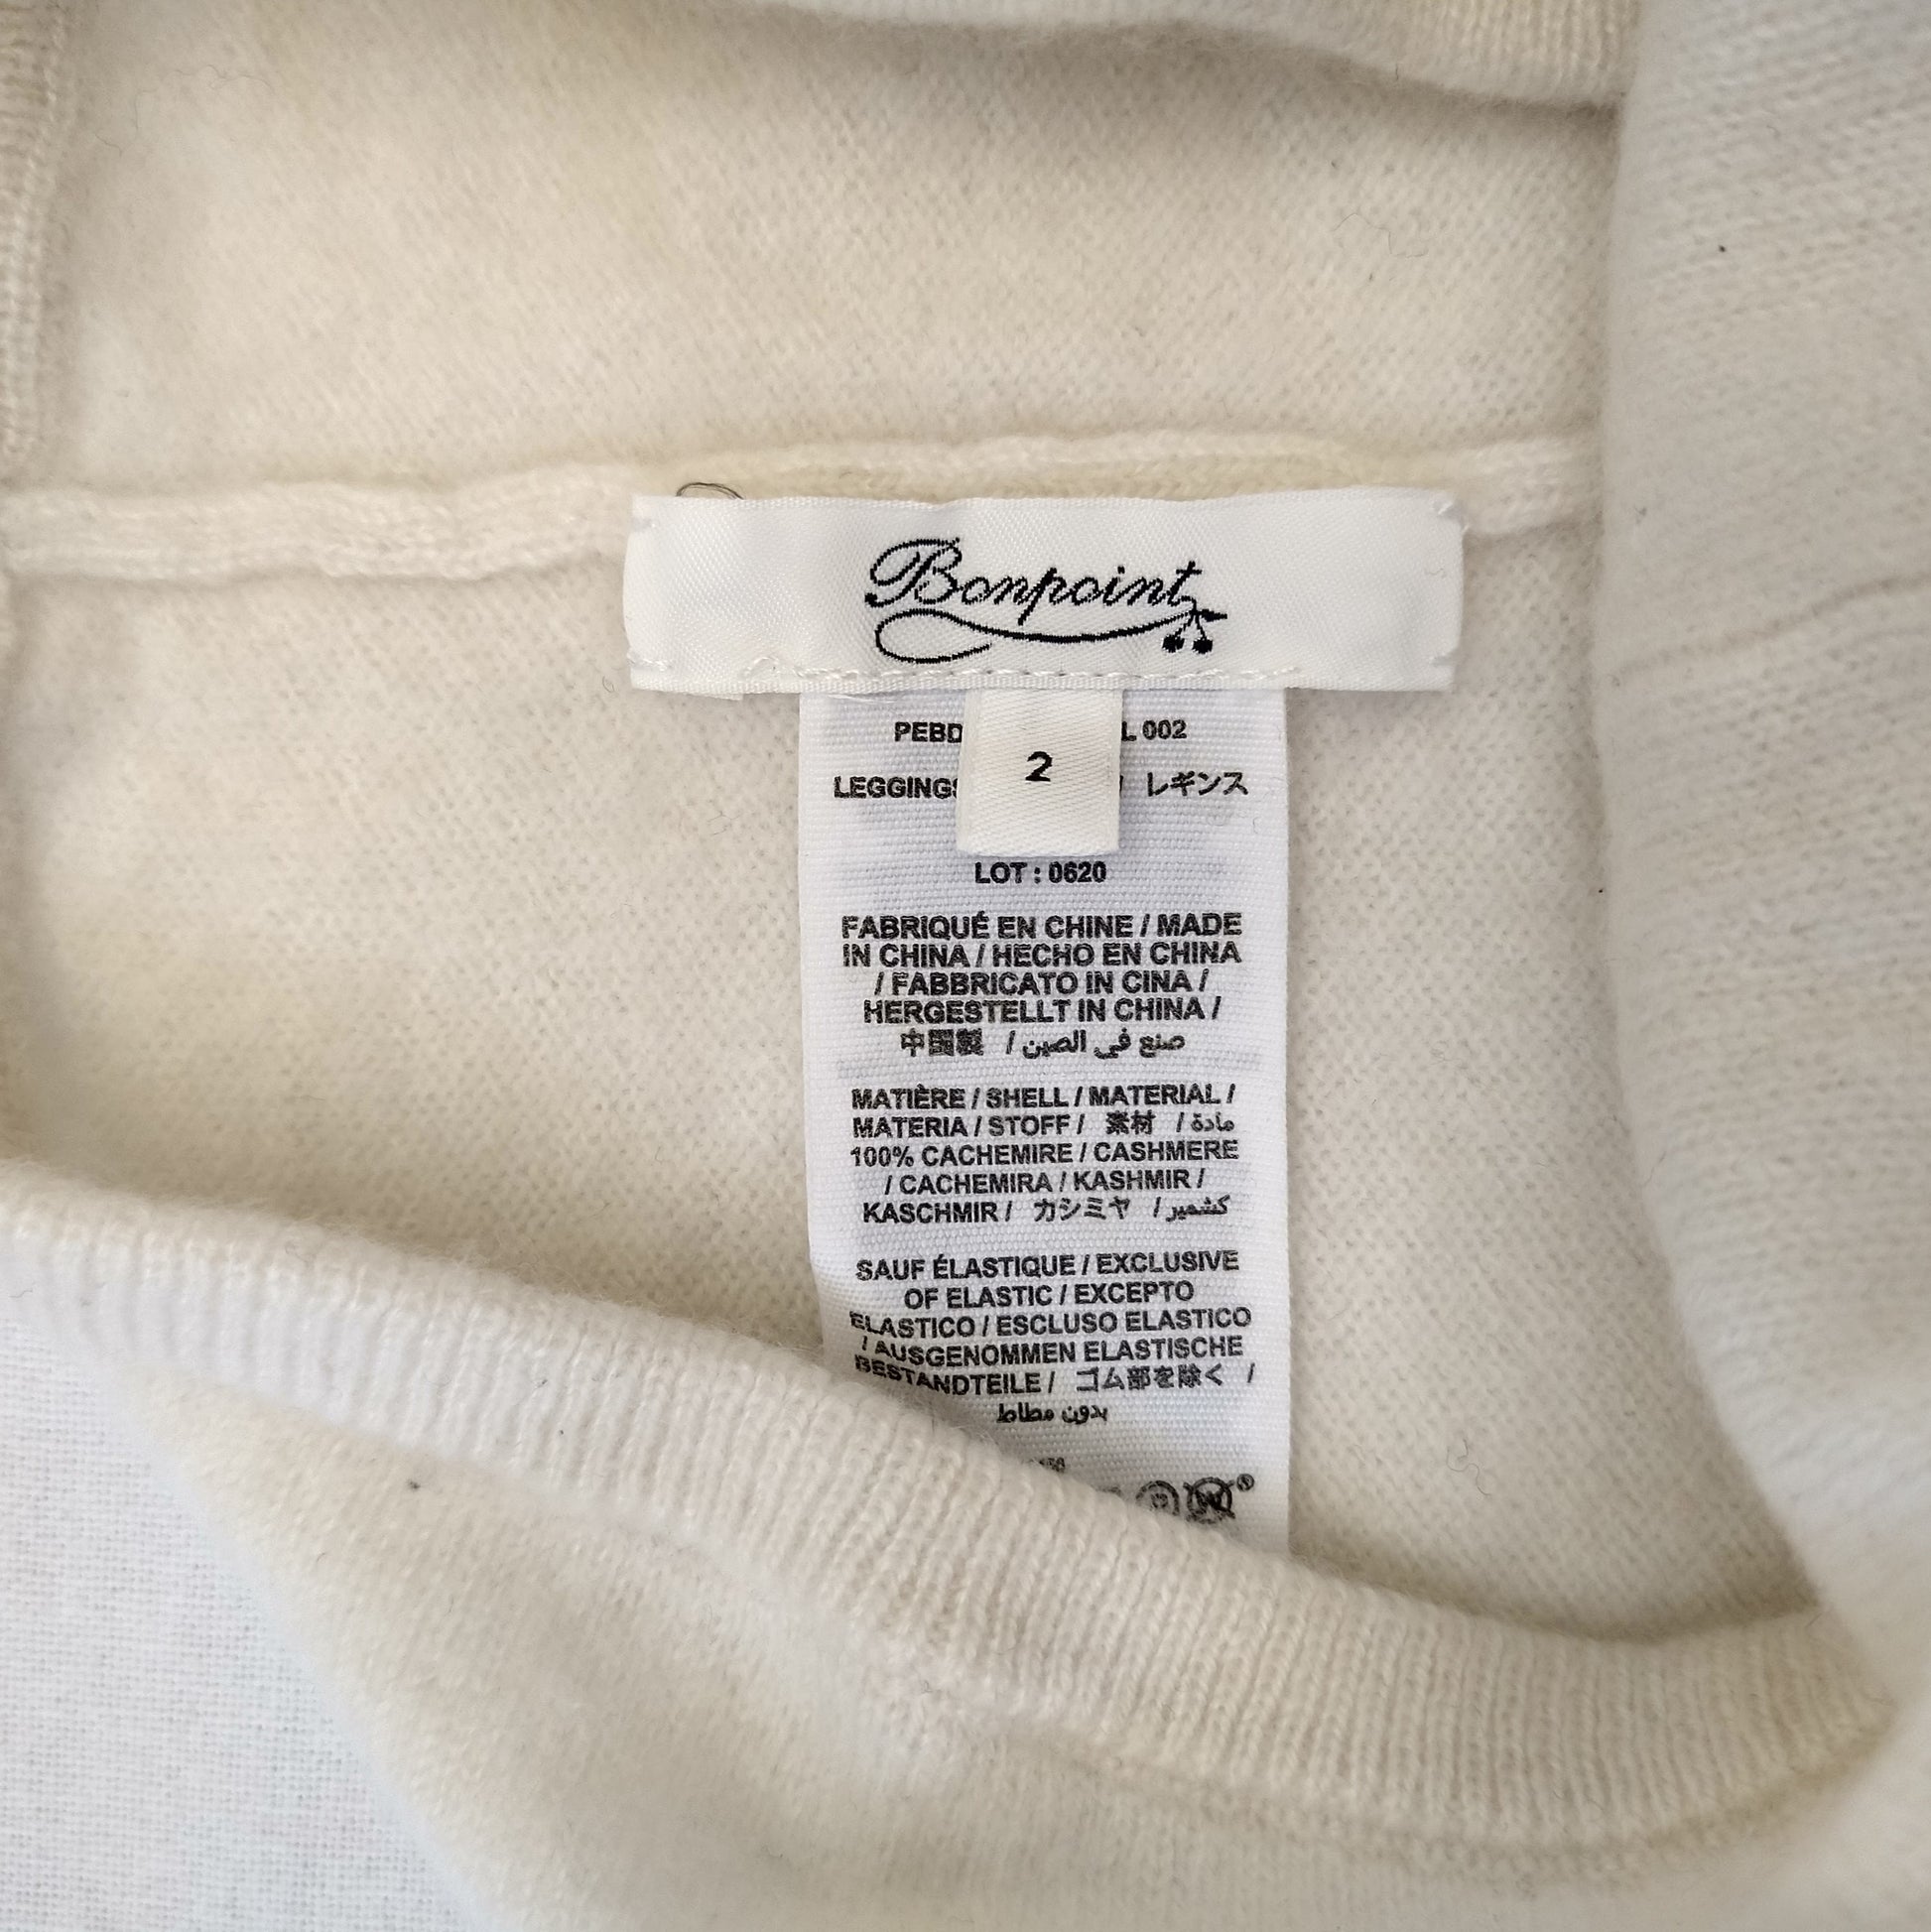 Bonpoint
2
L 002
レギンス
LOT : 0620
FABRIQUÉ EN CHINE / MADE
IN CHINA / HECHO EN CHINA
/ FABBRICATO IN CINA /
HERGESTELLT IN CHINA /
中国製 / صنع في الصين
MATIÈRE / SHELL / MATERIAL /
MATERIA / STOFF / 素材 / مادة
100% CACHEMIRE / CASHMERE
/ CACHEMIRA / KASHMIR /
KASCHMIR / カシミヤ / كشمير
SAUF ÉLASTIQUE / EXCLUSIVE
OF ELASTIC / EXCEPTO
ELASTICO / ESCLUSO ELASTICO
/ AUSGENOMMEN ELASTISCHE
BESTANDTEILE / ゴム部を除く /
بدون مطاط